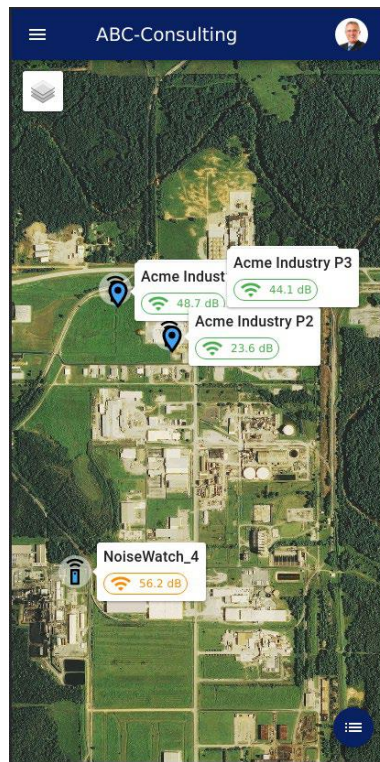 ABC-Consulting
Acme Industry P3
44.1 dB
Acme Indust
48.7 dB
Acme Industry P2
23.6 dB
NoiseWatch_4
56.2 dB